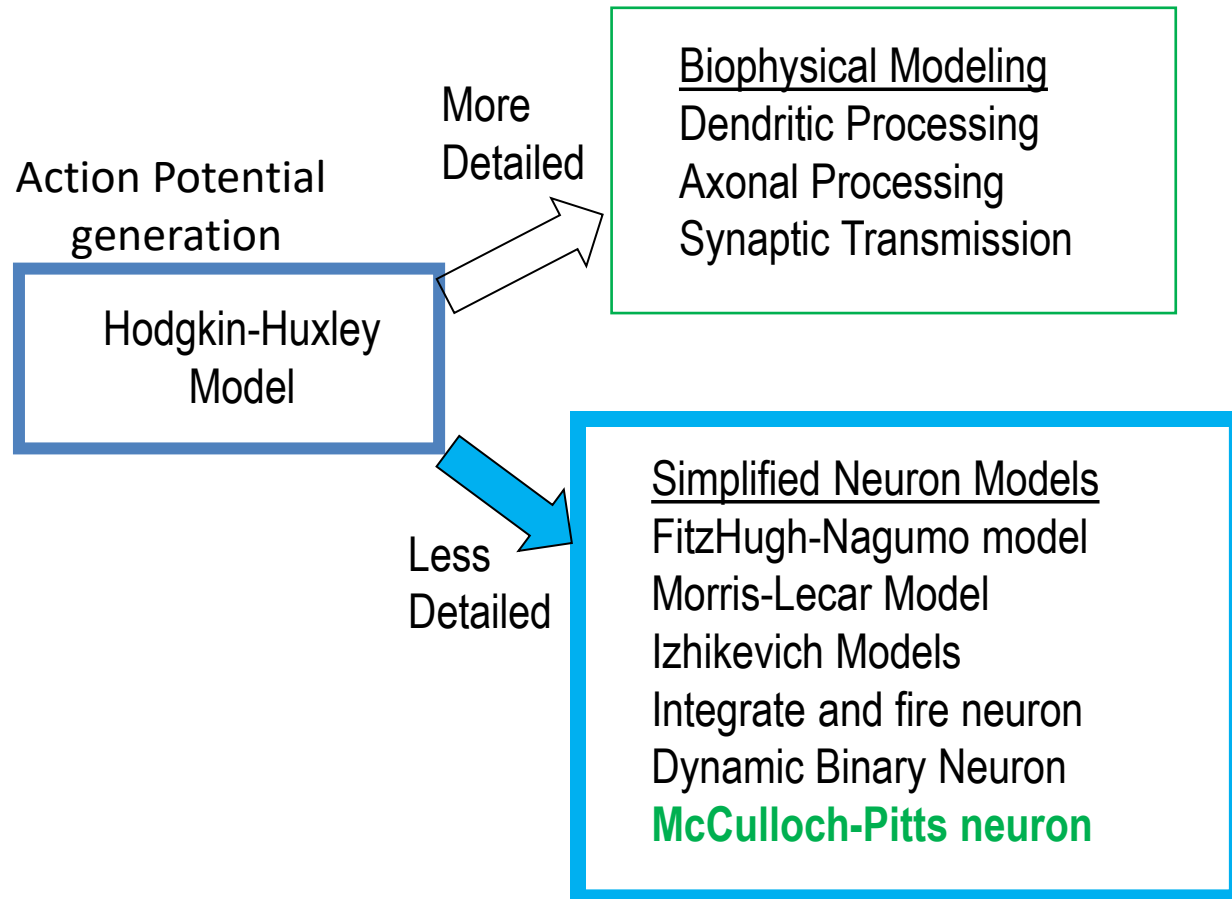 Action Potential
generation
Hodgkin-Huxley
Model
More
Detailed
Biophysical Modeling
Dendritic Processing
Axonal Processing
Synaptic Transmission
Less
Detailed
Simplified Neuron Models
FitzHugh-Nagumo model
Morris-Lecar Model
Izhikevich Models
Integrate and fire neuron
Dynamic Binary Neuron
McCulloch-Pitts neuron